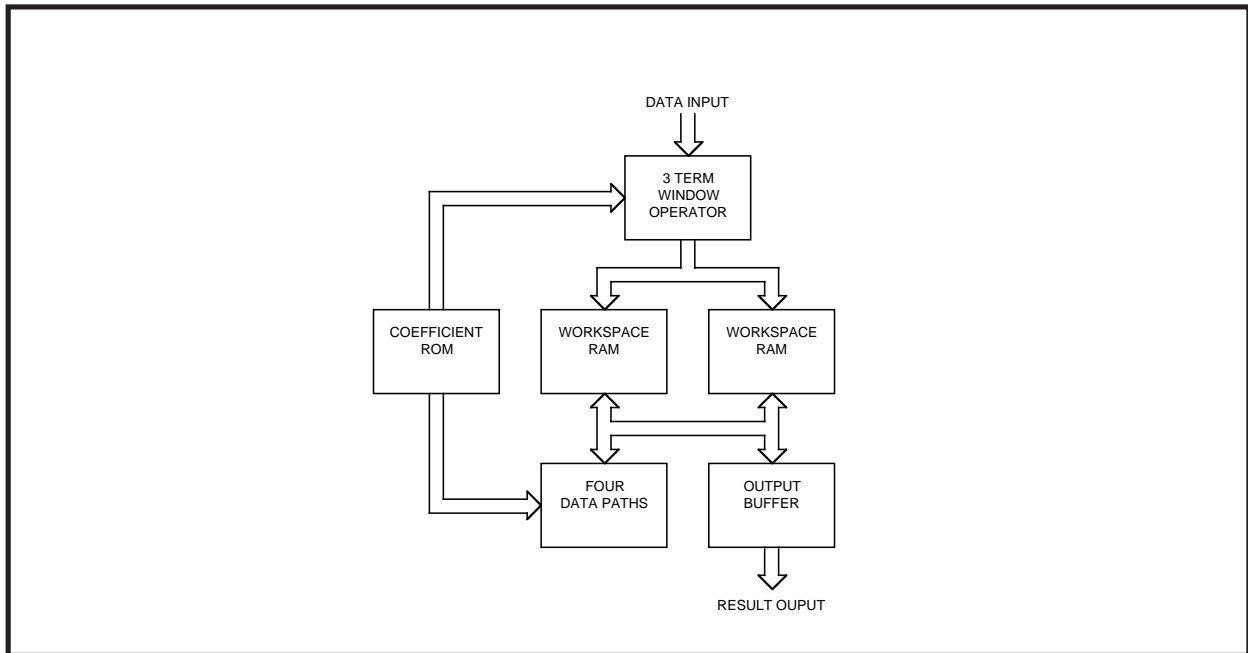 DATA INPUT
3 TERM
WINDOW
OPERATOR
COEFFICIENT
ROM
WORKSPACE
RAM
WORKSPACE
RAM
FOUR
DATA PATHS
OUTPUT
BUFFER
RESULT OUPUT